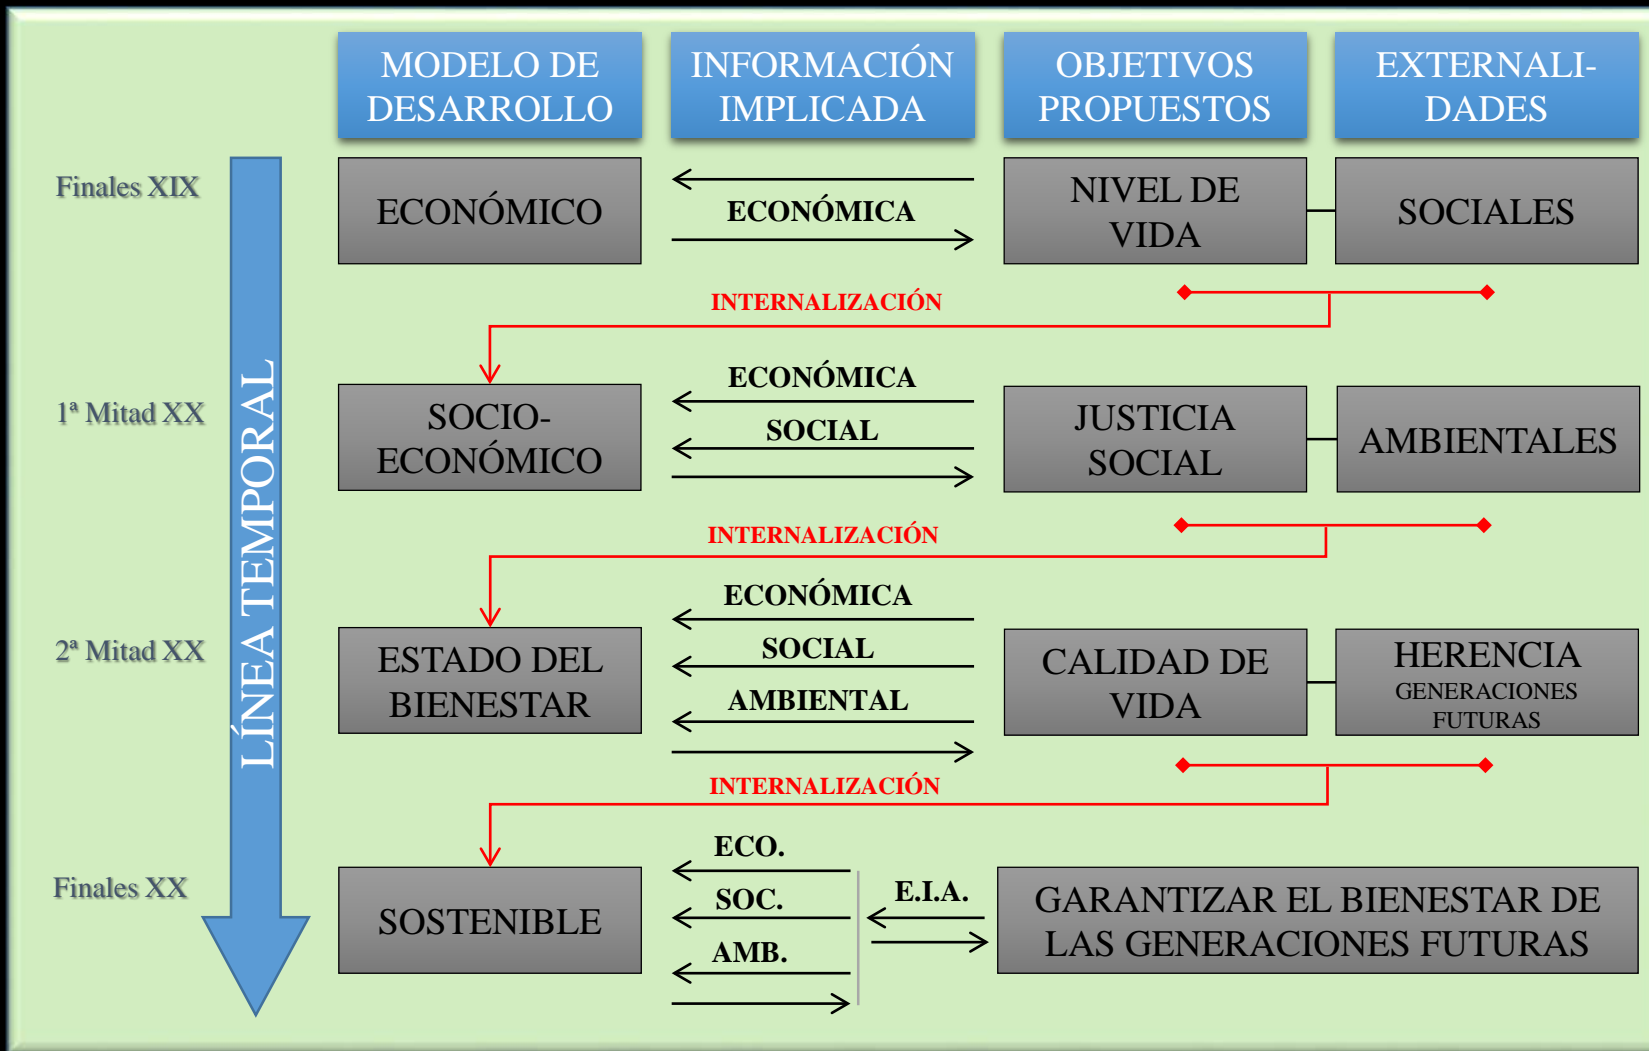 MODELO DE
DESARROLLO
INFORMACIÓN
IMPLICADA
OBJETIVOS
PROPUESTOS
EXTERNALI-
DADES
LÍNEA TEMPORAL
Finales XIX
ECONÓMICO
ECONÓMICA
NIVEL DE
VIDA
SOCIALES
INTERNALIZACIÓN
1ª Mitad XX
SOCIO-
ECONÓMICO
ECONÓMICA
SOCIAL
JUSTICIA
SOCIAL
AMBIENTALES
INTERNALIZACIÓN
2ª Mitad XX
ESTADO DEL
BIENESTAR
ECONÓMICA
SOCIAL
AMBIENTAL
CALIDAD DE
VIDA
HERENCIA
GENERACIONES
FUTURAS
INTERNALIZACIÓN
Finales XX
SOSTENIBLE
ECO.
SOC.
AMB.
E.I.A.
GARANTIZAR EL BIENESTAR DE
LAS GENERACIONES FUTURAS